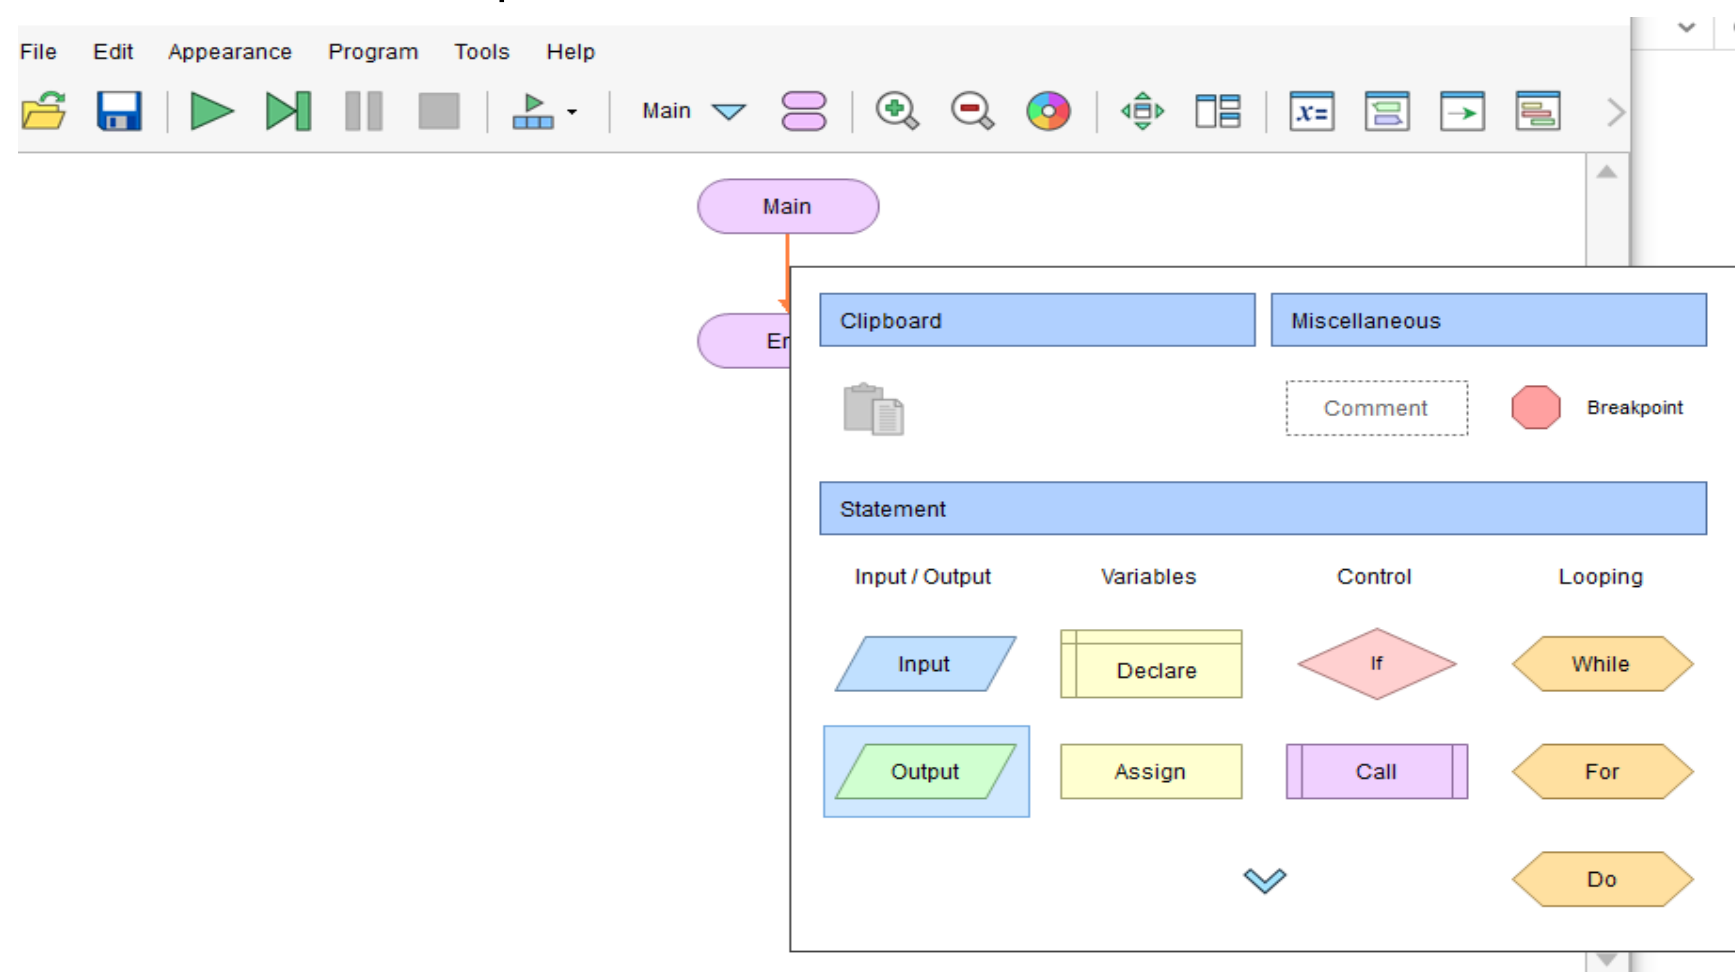 File Edit Appearance Program Tools Help
Main
x=
Main
Clipboard Miscellaneous
Comment Breakpoint
Statement
Input / Output Variables Control Looping
Input Declare If While
Output Assign Call For
Do